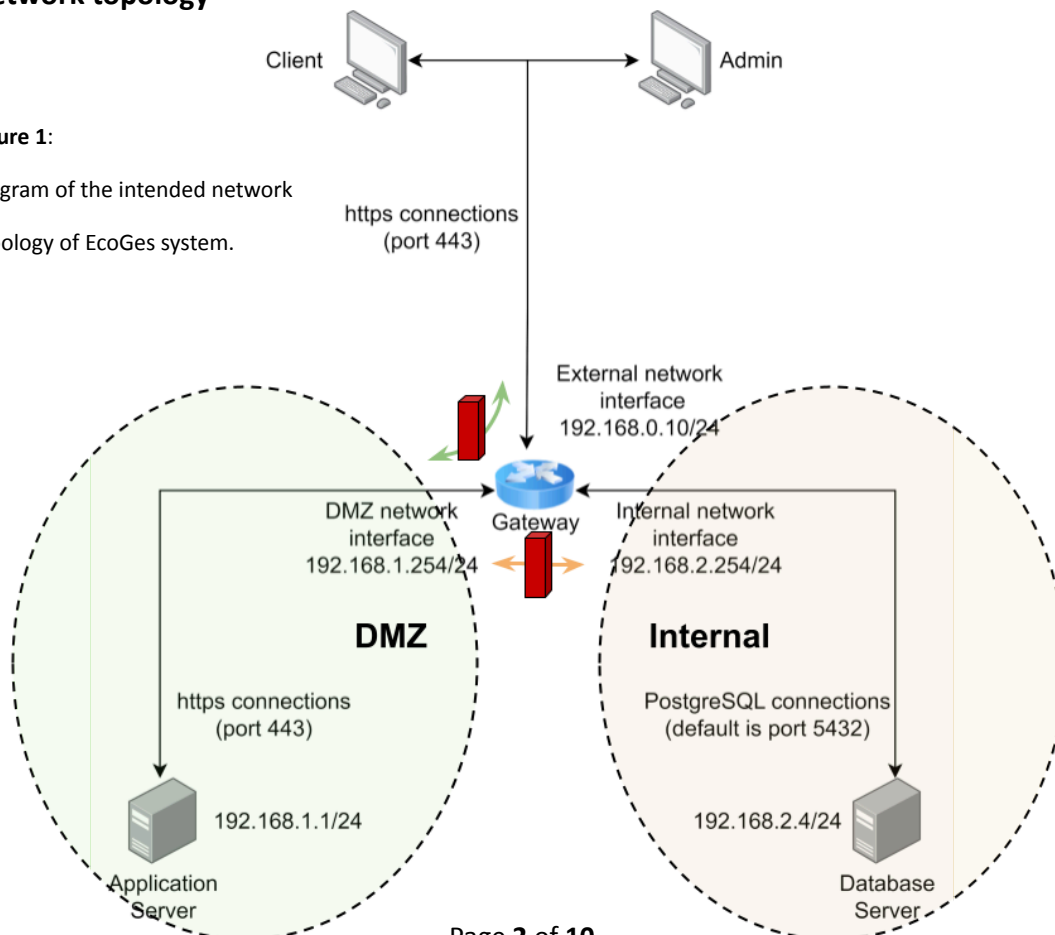 etwork topology
Client
Admin
ure 1:
gram of the intended network
ology of EcoGes system.
https connections
(port 443)
External network
interface
192.168.0.10/24
DMZ network
interface
192.168.1.254/24
Gateway
Internal network
interface
192.168.2.254/24
DMZ
Internal
https connections
(port 443)
PostgreSQL connections
(default is port 5432)
192.168.1.1/24
192.168.2.4/24
Application
Server
Database
Server
Page 2 of 10